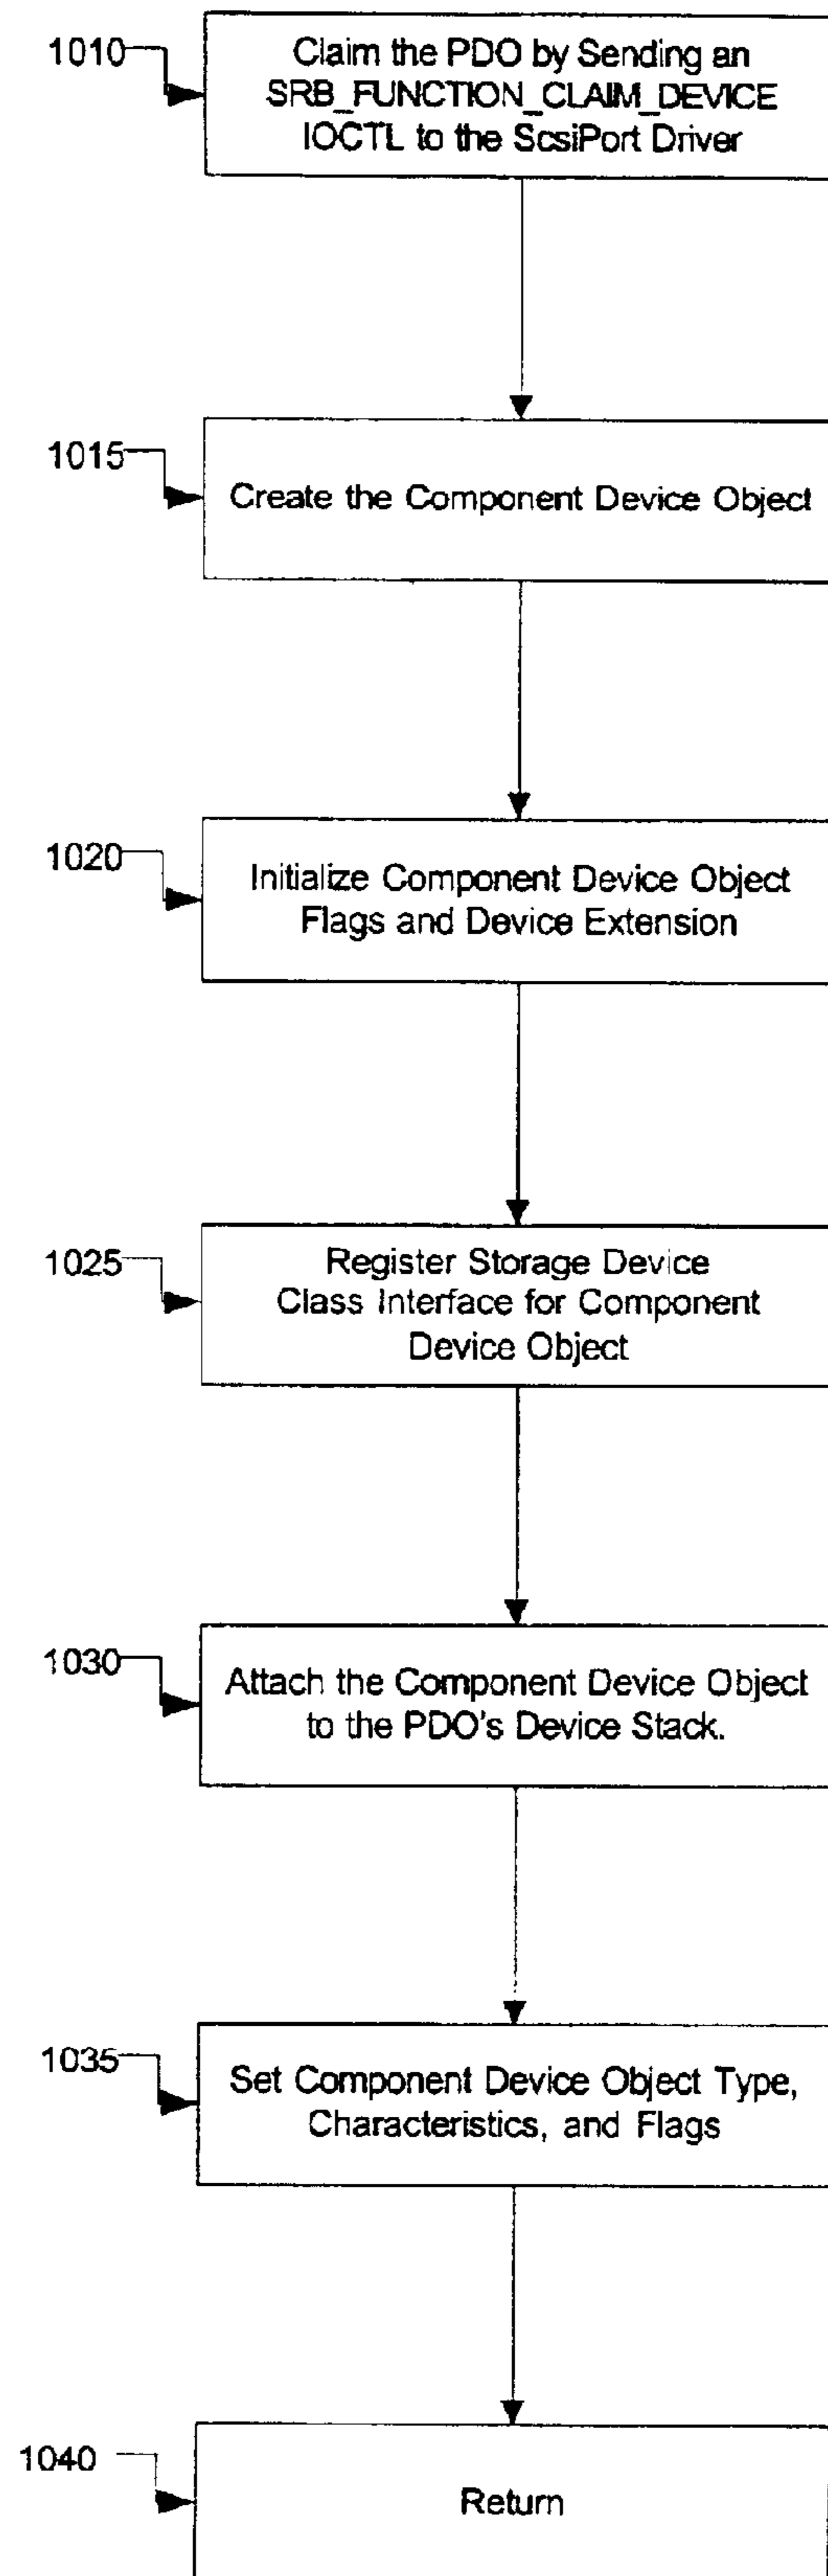 1010
Claim the PDO by Sending an
SRB_FUNCTION_CLAIM_DEVICE
IOCTL to the ScsiPort Driver
1015
Create the Component Device Object
1020
Initialize Component Device Object
Flags and Device Extension
1025
Register Storage Device
Class Interface for Component
Device Object
1030
Attach the Component Device Object
to the PDO's Device Stack.
1035
Set Component Device Object Type,
Characteristics, and Flags
1040
Return